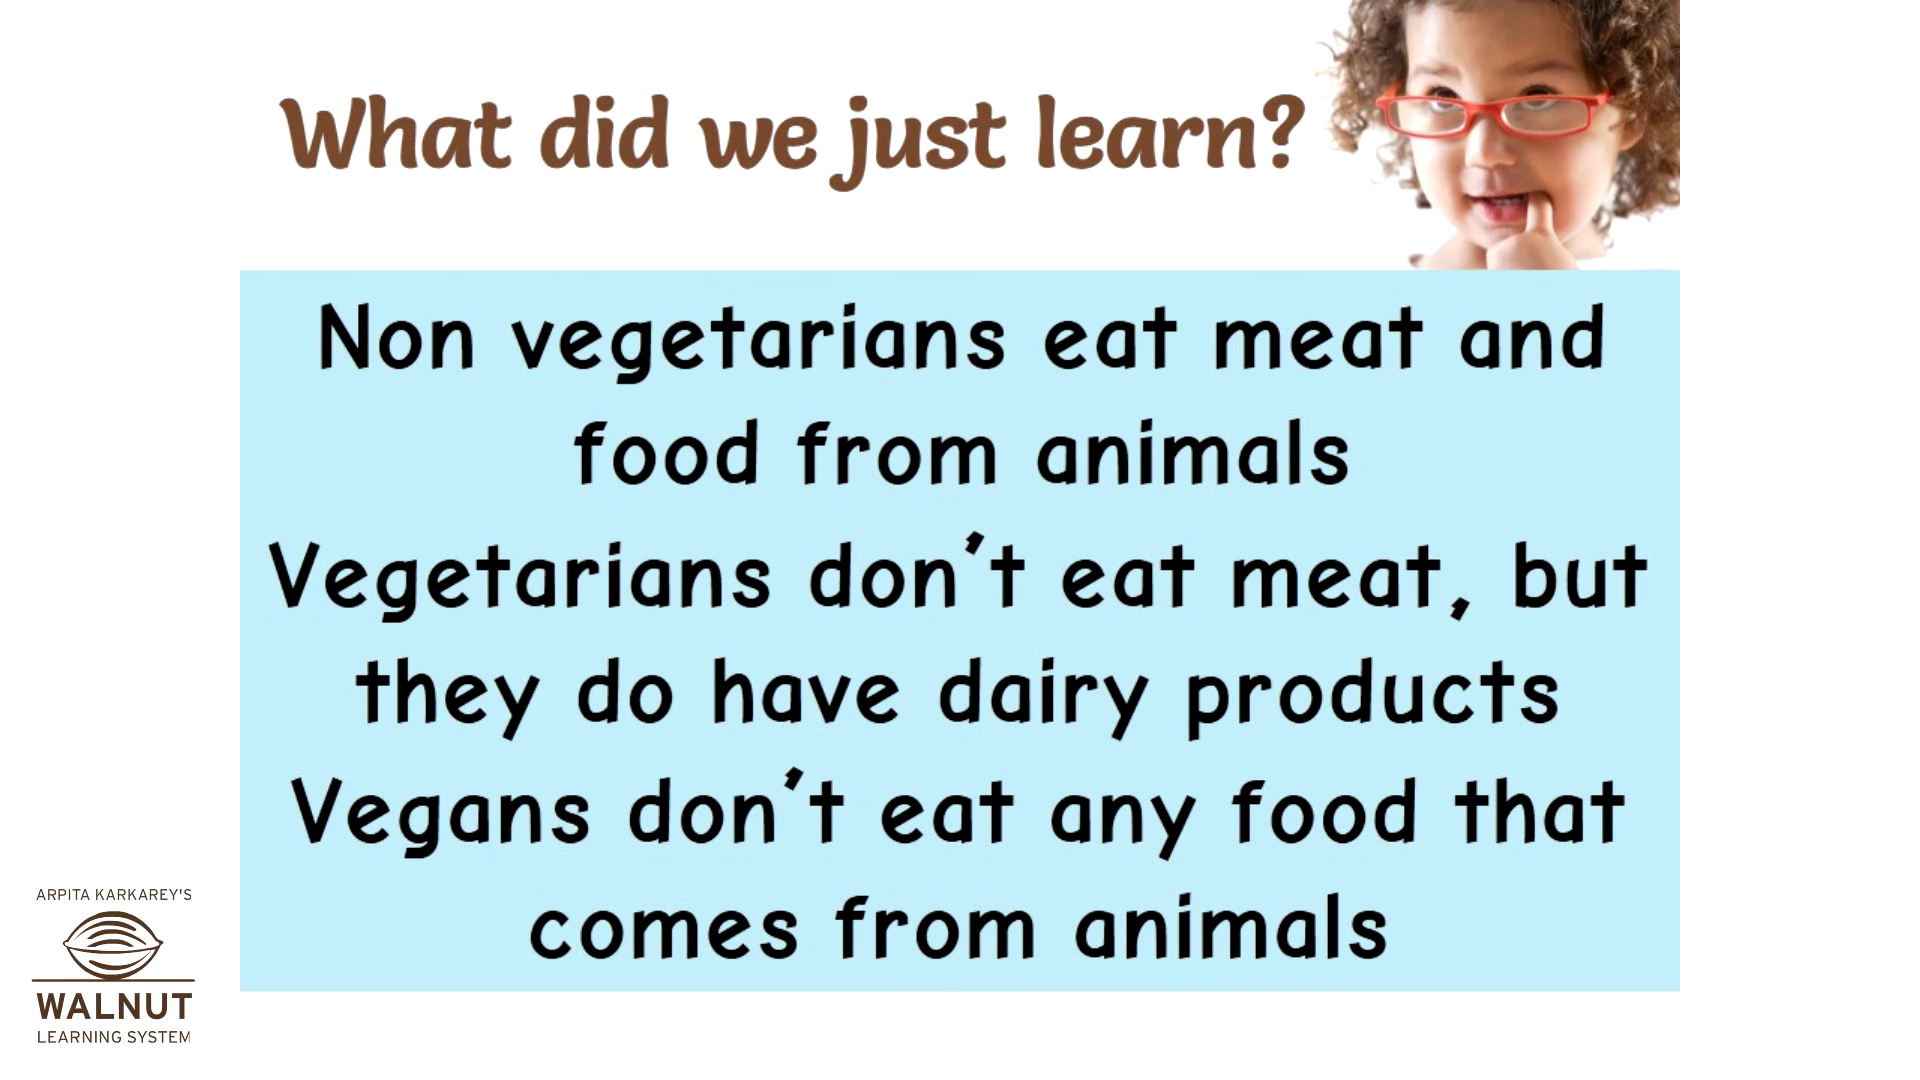 What did we just learn?
Non vegetarians eat meat and
food from animals
Vegetarians don't eat meat, but
they do have dairy products
Vegans don't eat any food that
comes from animals
ARPITA KARKAREY'S
WALNUT
LEARNING SYSTEM